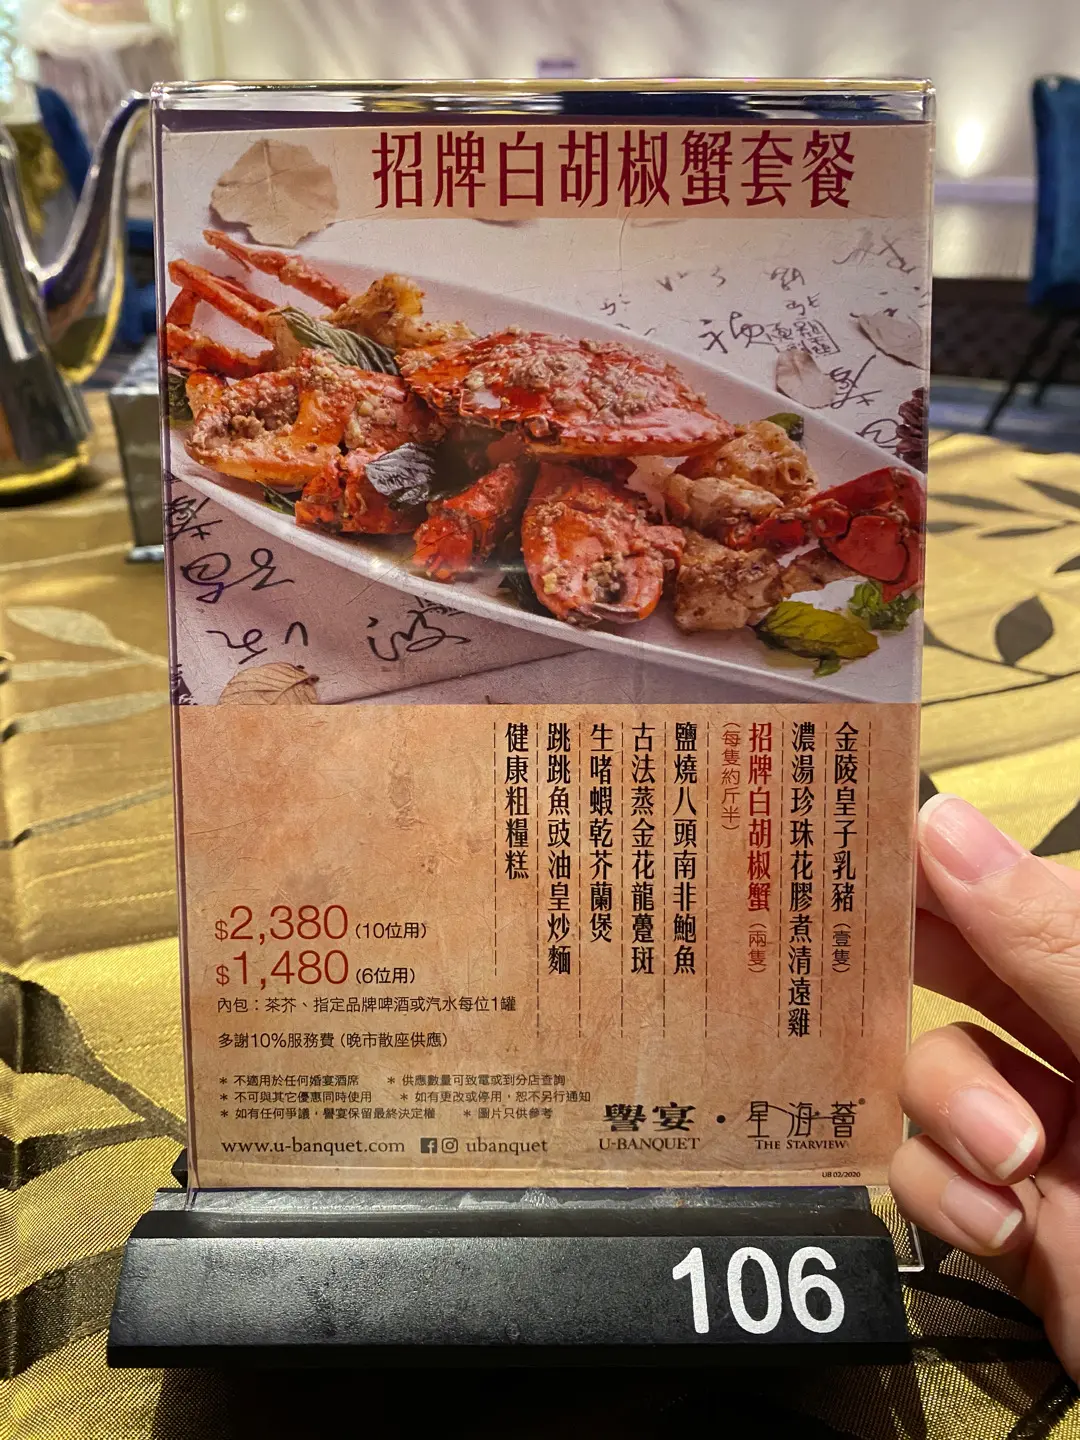 招牌白胡椒蟹套餐
金陵皇子乳豬（壹隻）
濃湯珍珠花膠煮清遠雞
招牌白胡椒蟹（兩隻）
（每隻約斤半）
鹽燒八頭南非鮑魚
古法蒸金花龍躉斑
生啫蝦乾芥蘭煲
跳跳魚豉油皇炒麵
健康粗糧糕
$2,380（10位用）
$1,480（6位用）
內包：茶芥、指定品牌啤酒或汽水每位1罐
多謝10%服務費（晚市散座供應）
* 不適用於任何婚宴酒席 * 供應數量可致電或到分店查詢
* 不可與其它優惠同時使用 * 如有更改或停用，恕不另行通知
* 如有任何爭議，譽宴保留最終決定權 * 圖片只供參考
www.u-banquet.com ubanquet
譽宴・星海薈®
U-BANQUET THE STARVIEW
UB 02/2020
106